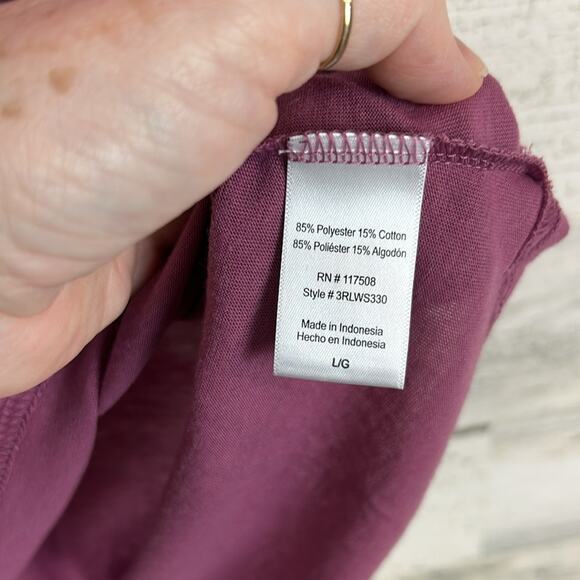 85% Polyester 15% Cotton
85% Poliéster 15% Algodón
RN # 117508
Style # 3RLWS330
Made in Indonesia
Hecho en Indonesia
L/G